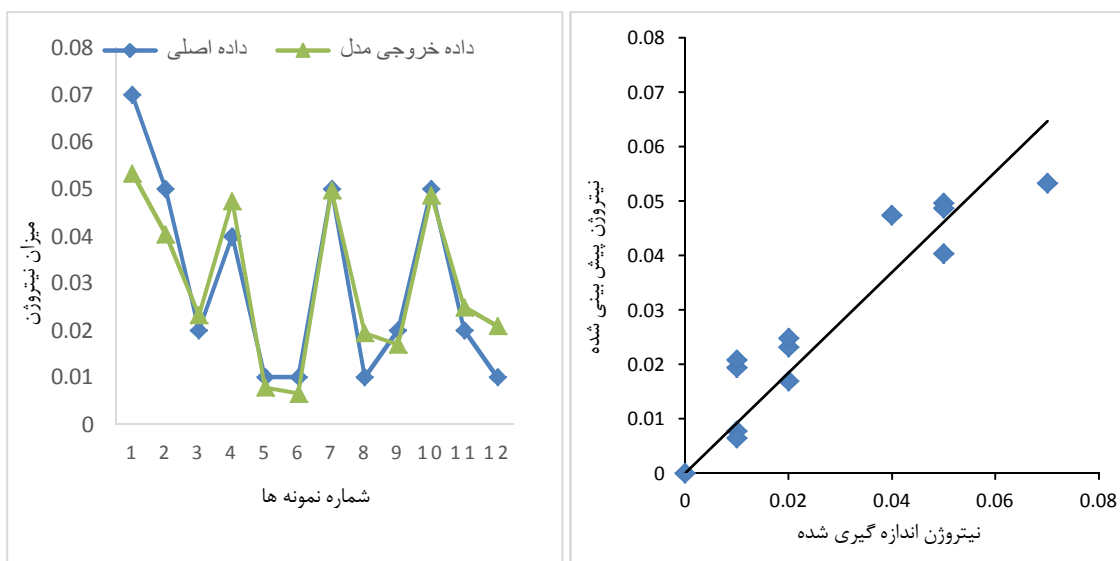 داده اصلی
داده خروجی مدل
0.08
0.07
0.06
0.05
0.04
0.03
0.02
0.01
0
میزان نیتروژن
1 2 3 4 5 6 7 8 9 10 11 12
شماره نمونه ها
0.08
0.07
0.06
0.05
0.04
0.03
0.02
0.01
0
نیتروژن پیش بینی شده
0 0.02 0.04 0.06 0.08
نیتروژن اندازه گیری شده